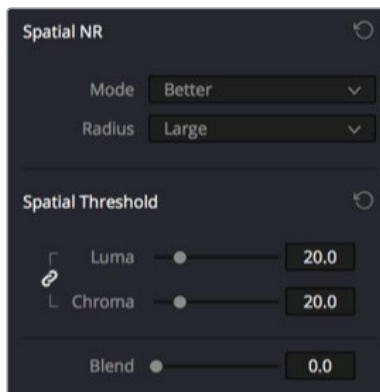 Spatial NR
Mode Better
Radius Large
Spatial Threshold
Luma 20.0
Chroma 20.0
Blend 0.0